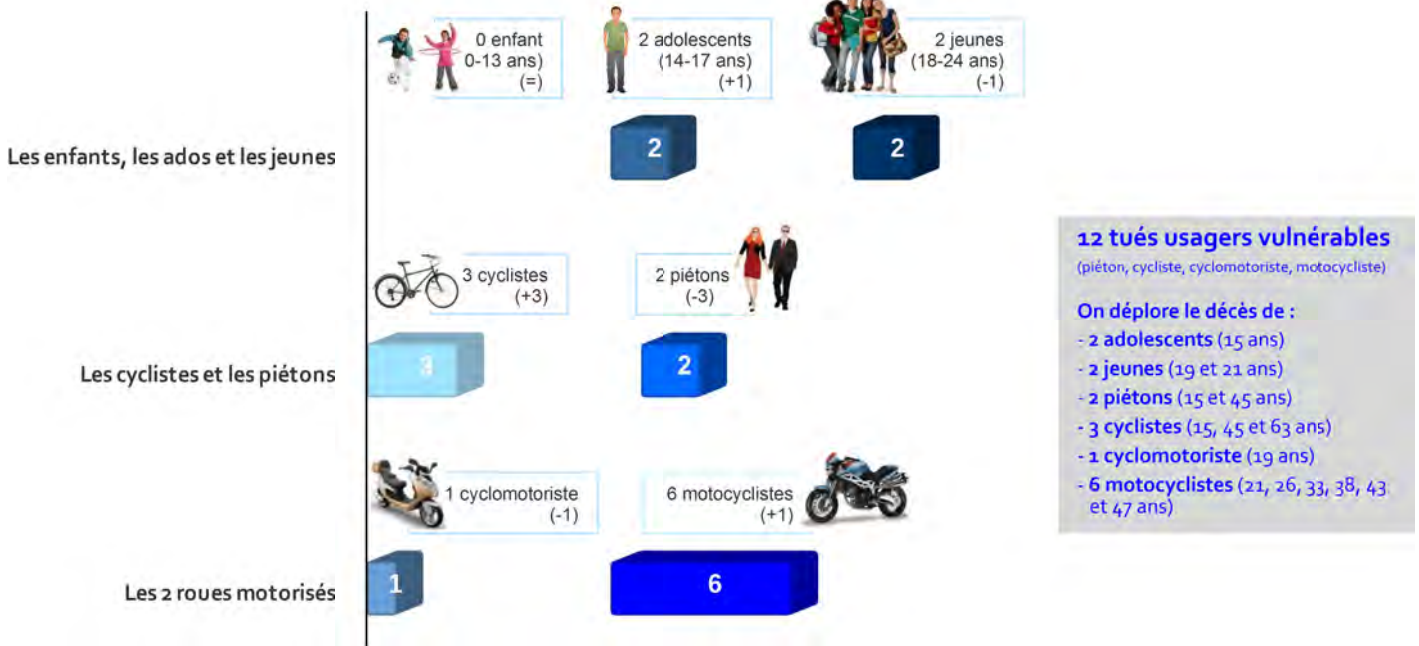 0 enfant
0-13 ans)
(=)
2 adolescents
(14-17 ans)
(+1)
2 jeunes
(18-24 ans)
(-1)
Les enfants, les ados et les jeunes
2
2
3 cyclistes
(+3)
2 piétons
(-3)
Les cyclistes et les piétons
3
2
1 cyclomotoriste
(-1)
6 motocyclistes
(+1)
Les 2 roues motorisés
1
6
12 tués usagers vulnérables
(piéton, cycliste, cyclomotoriste, motocycliste)
On déplore le décès de :
- 2 adolescents (15 ans)
- 2 jeunes (19 et 21 ans)
- 2 piétons (15 et 45 ans)
- 3 cyclistes (15, 45 et 63 ans)
- 1 cyclomotoriste (19 ans)
- 6 motocyclistes (21, 26, 33, 38, 43
et 47 ans)